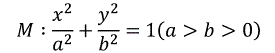 M: x²/a² + y²/b² = 1(a > b > 0)